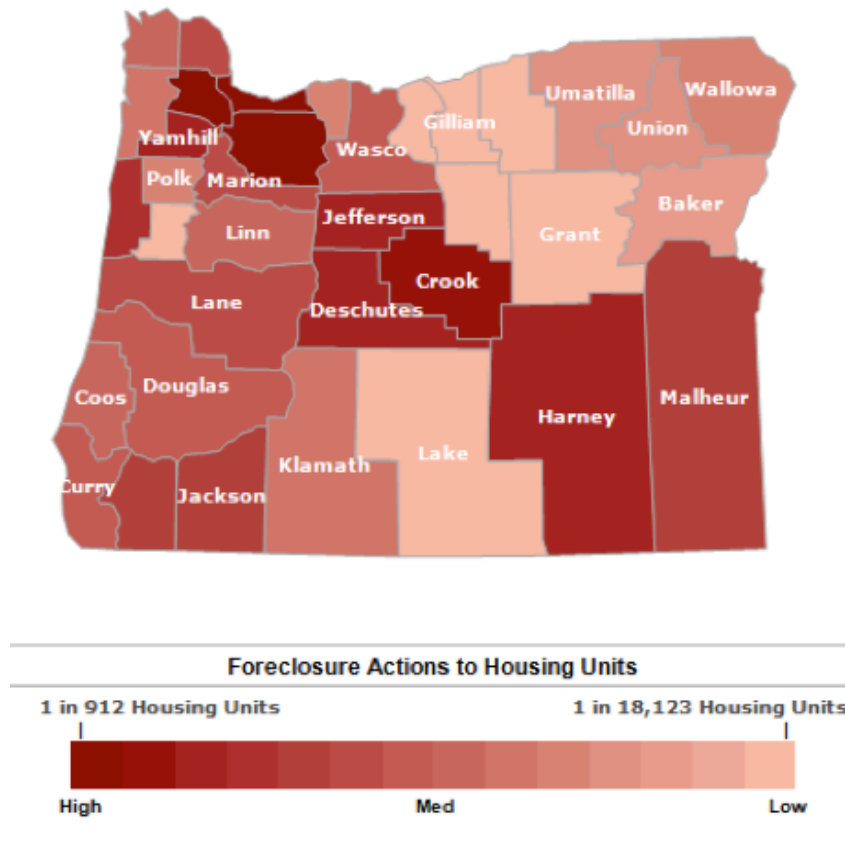 Umatilla
Wallowa
Gilliam
Union
Yamhill
Wasco
Polk
Marion
Baker
Jefferson
Linn
Grant
Crook
Lane
Deschutes
Douglas
Coos
Malheur
Harney
Lake
Klamath
Curry
Jackson
Foreclosure Actions to Housing Units
1 in 912 Housing Units
1 in 18,123 Housing Units
High
Med
Low